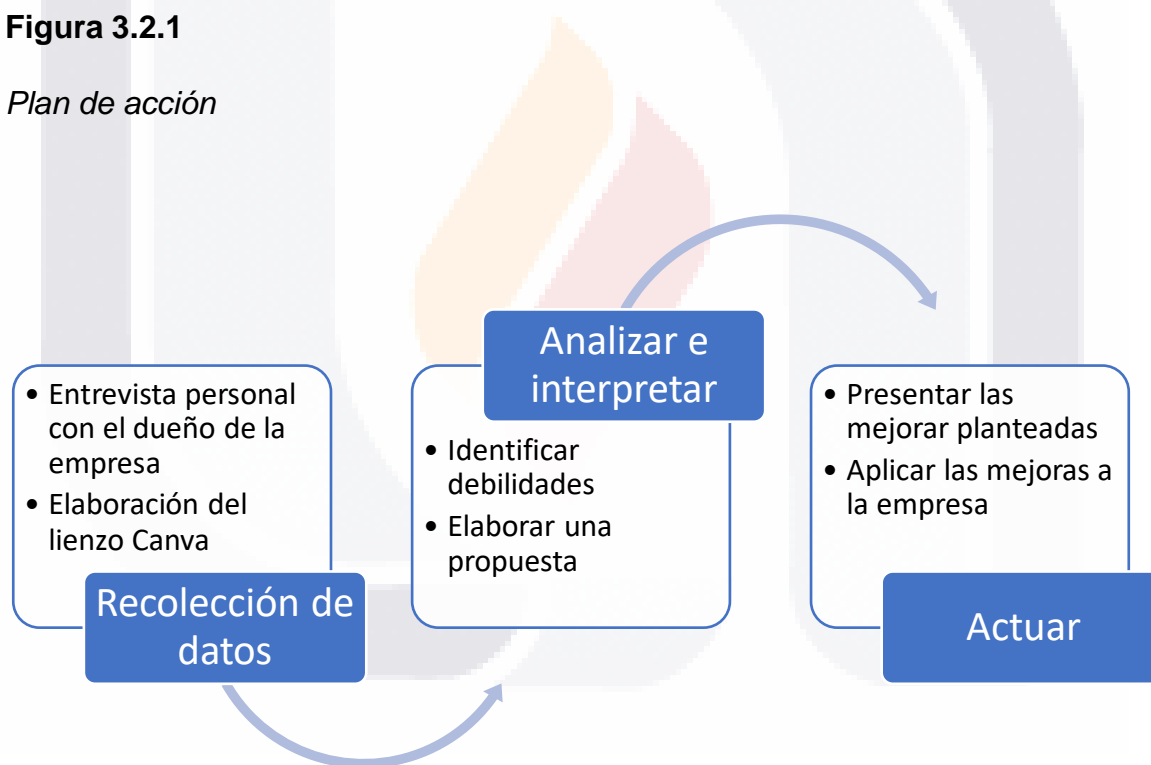 Figura 3.2.1
Plan de acción
• Entrevista personal
con el dueño de la
empresa
• Elaboración del
lienzo Canva
Recolección de
datos
Analizar e
interpretar
• Identificar
debilidades
• Elaborar una
propuesta
• Presentar las
mejorar planteadas
• Aplicar las mejoras a
la empresa
Actuar